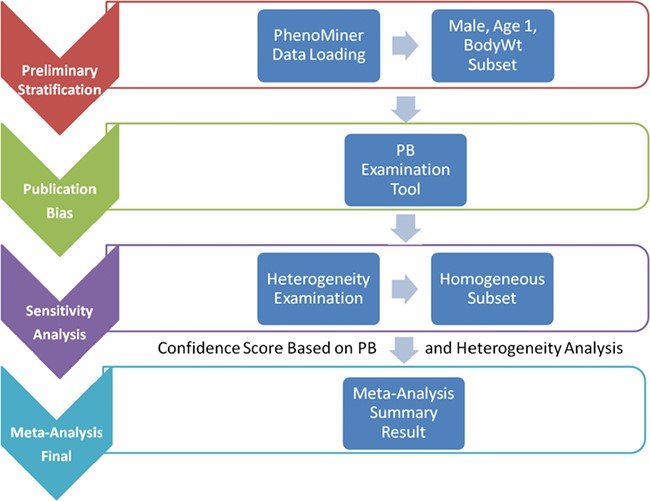 PhenoMiner
Data Loading
Male, Age 1,
BodyWt
Subset
Preliminary
Stratification
PB
Examination
Tool
Publication
Bias
Heterogeneity
Examination
Homogeneous
Subset
Sensitivity
Analysis
Confidence Score Based on PB and Heterogeneity Analysis
Meta-Analysis
Summary
Result
Meta-Analysis
Final